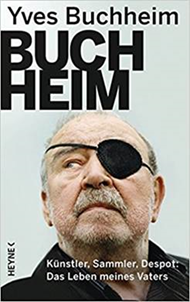 Yves Buchheim
BUCH
HEIM
Künstler, Sammler, Despot:
Das Leben meines Vaters
HEYNE <